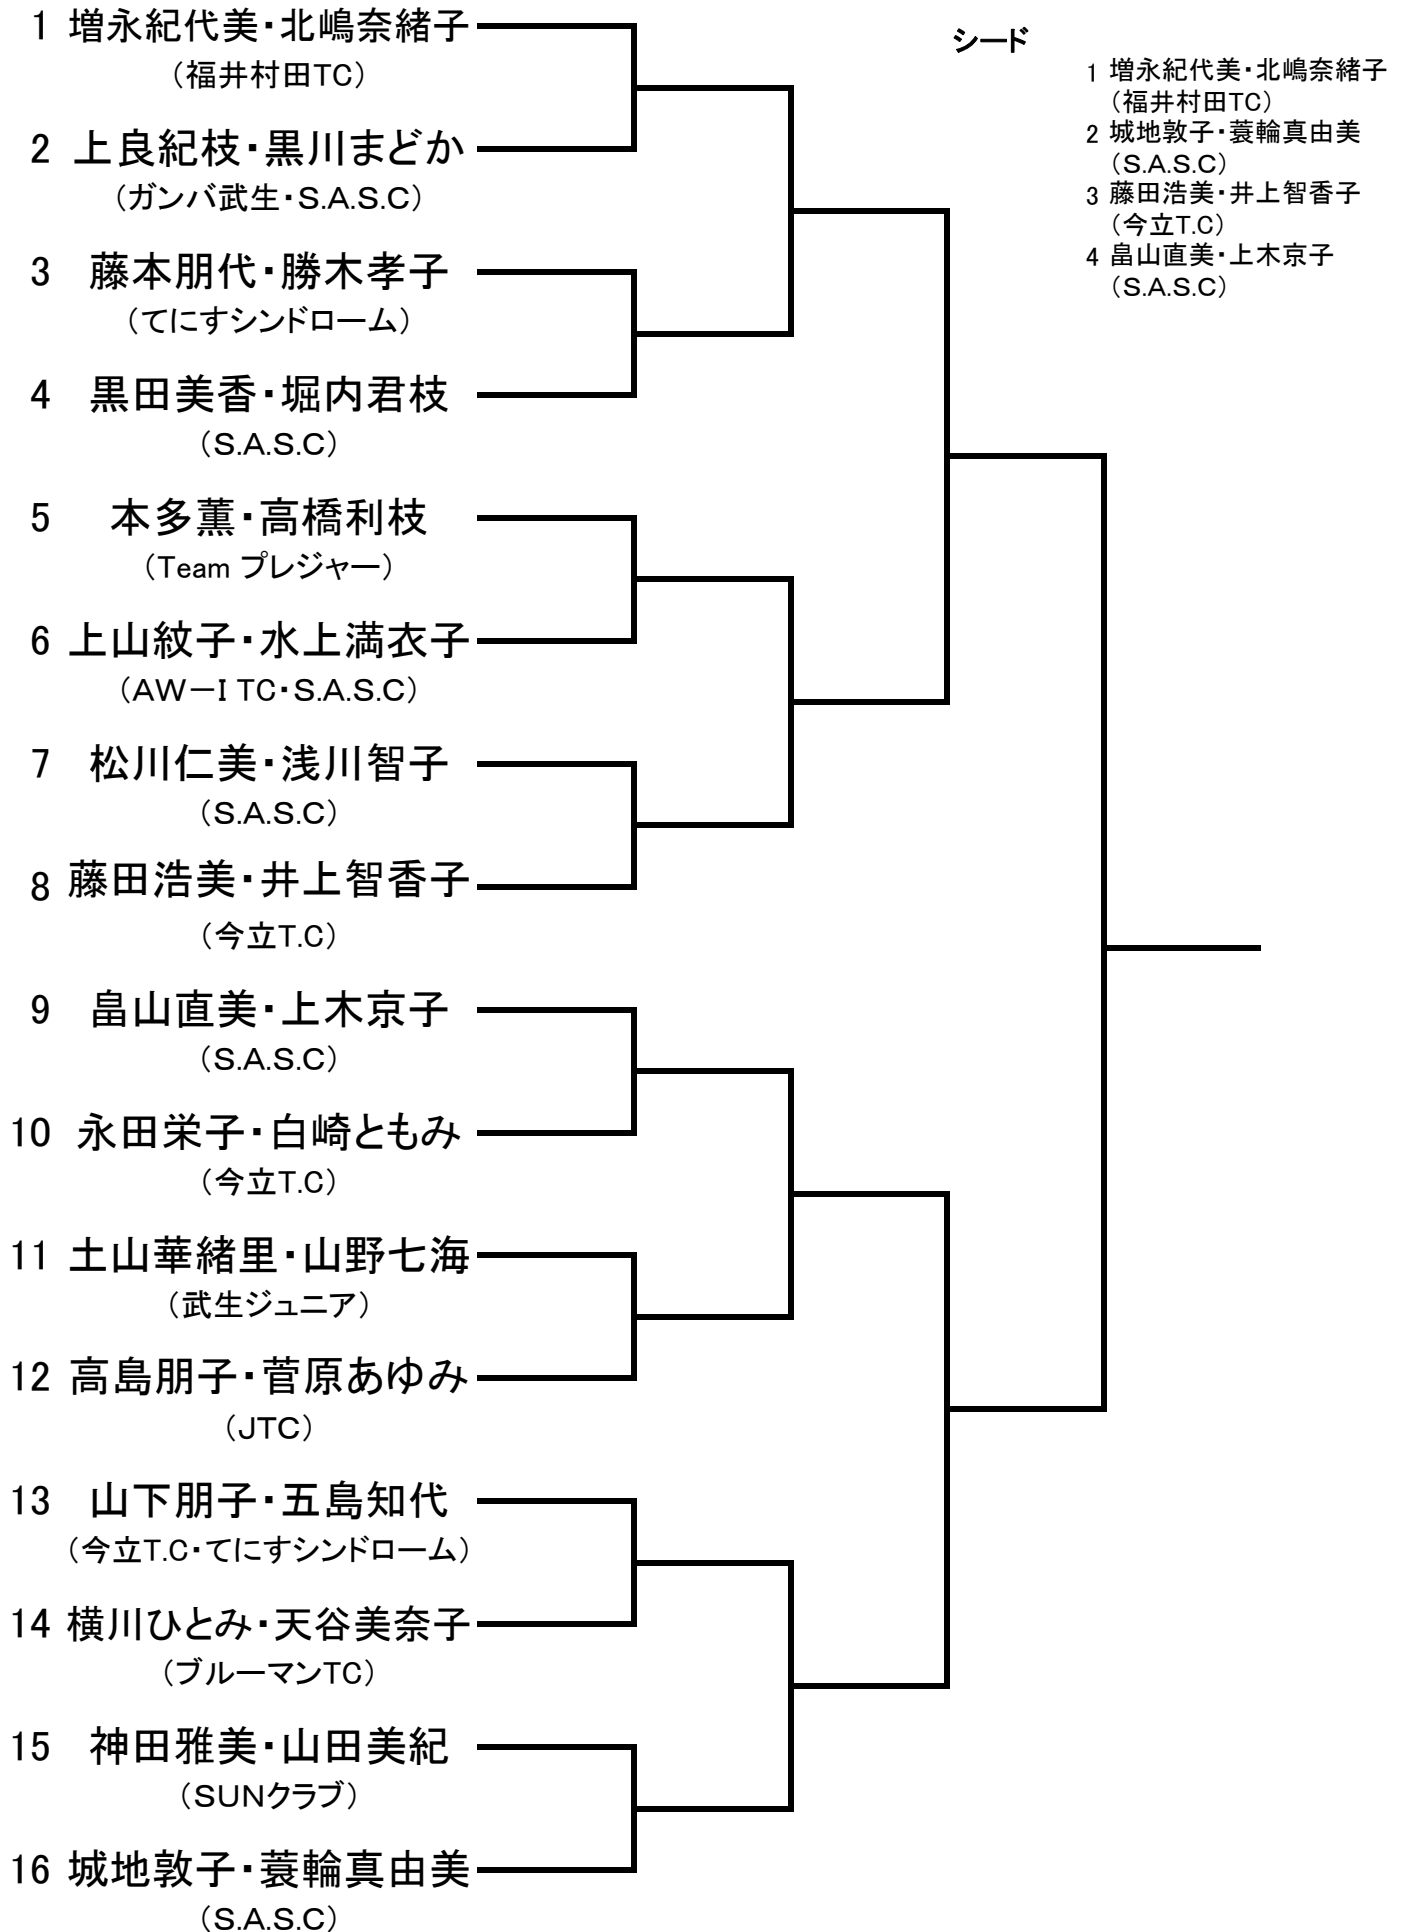 1 増永紀代美・北嶋奈緒子
（福井村田TC）
2 上良紀枝・黒川まどか
（ガンバ武生・S.A.S.C）
3 藤本朋代・勝木孝子
（てにすシンドローム）
4 黒田美香・堀内君枝
（S.A.S.C）
5 本多薫・高橋利枝
（Team プレジャー）
6 上山紋子・水上満衣子
（AW－I TC・S.A.S.C）
7 松川仁美・浅川智子
（S.A.S.C）
8 藤田浩美・井上智香子
（今立T.C）
9 畠山直美・上木京子
（S.A.S.C）
10 永田栄子・白崎ともみ
（今立T.C）
11 土山華緒里・山野七海
（武生ジュニア）
12 高島朋子・菅原あゆみ
（JTC）
13 山下朋子・五島知代
（今立T.C・てにすシンドローム）
14 横川ひとみ・天谷美奈子
（ブルーマンTC）
15 神田雅美・山田美紀
（SUNクラブ）
16 城地敦子・蓑輪真由美
（S.A.S.C）
シード
1 増永紀代美・北嶋奈緒子
（福井村田TC）
2 城地敦子・蓑輪真由美
（S.A.S.C）
3 藤田浩美・井上智香子
（今立T.C）
4 畠山直美・上木京子
（S.A.S.C）